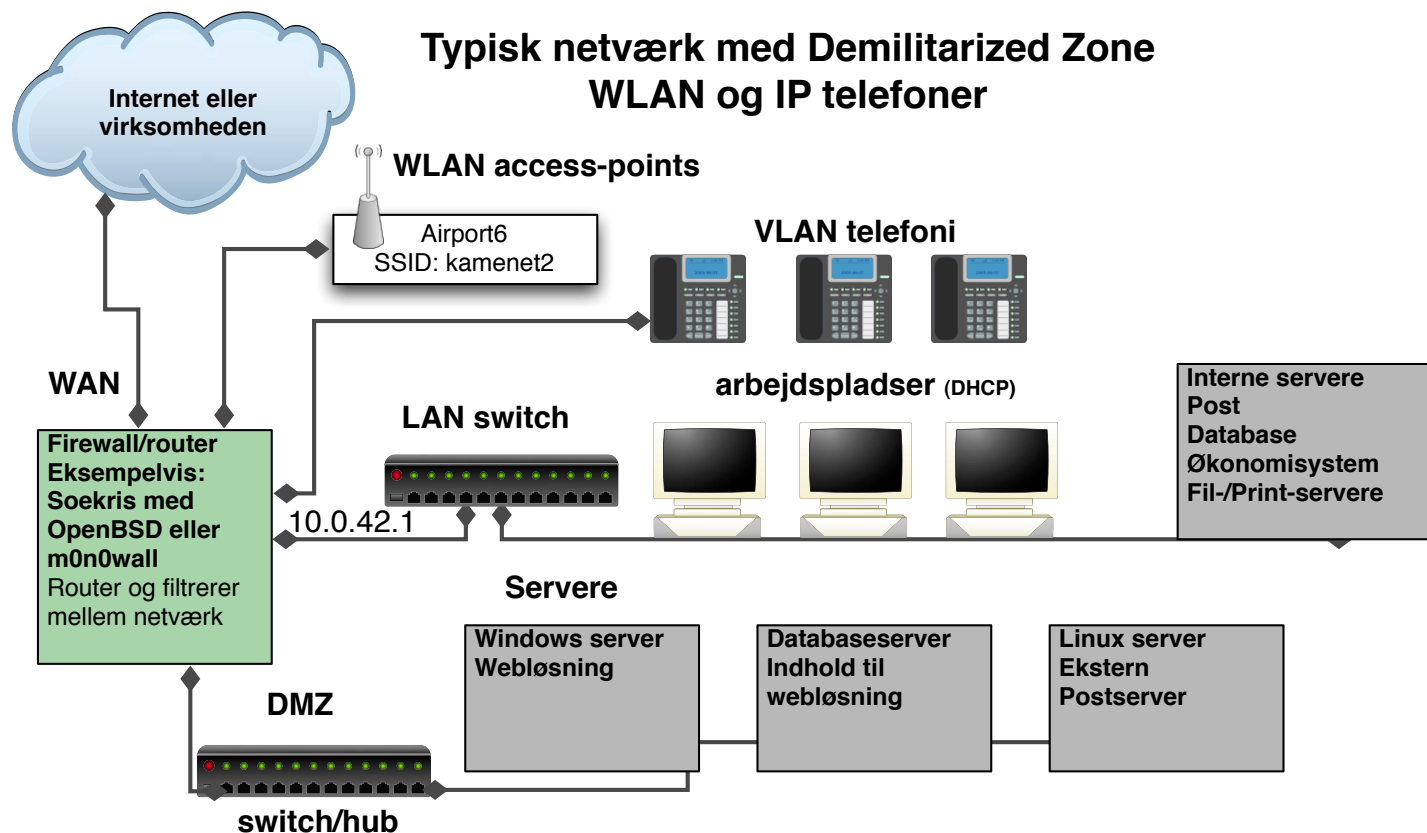 Typisk netværk med Demilitarized Zone
WLAN og IP telefoner
Internet eller
virksomheden
WLAN access-points
Airport6
SSID: kamenet2
VLAN telefoni
WAN
Firewall/router
Eksempelvis:
Soekris med
OpenBSD eller
m0n0wall
Router og filtrerer
mellem netværk
LAN switch
10.0.42.1
arbejdspladser (DHCP)
Interne servere
Post
Database
Økonomisystem
Fil-/Print-servere
Servere
Windows server
Webløsning
Databaseserver
Indhold til
webløsning
Linux server
Ekstern
Postserver
DMZ
switch/hub